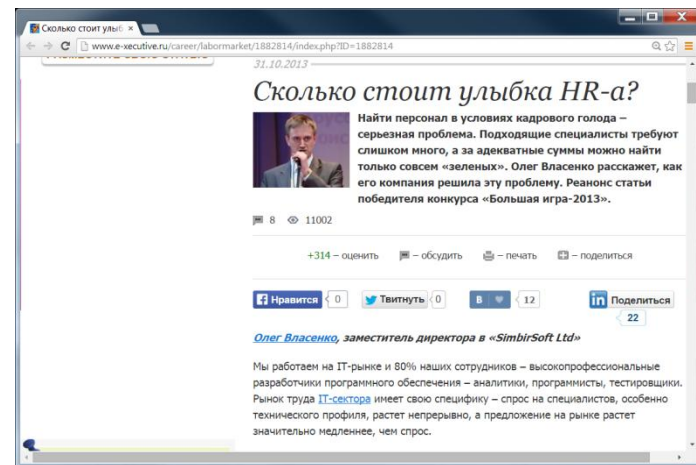 Сколько стоит улыб
www.e-xecutive.ru/career/labormarket/1882814/index.php?ID=1882814
РАЗМЕСТИТЕ СВОЮ СТАТЬЮ
31.10.2013
Сколько стоит улыбка HR-а?
Найти персонал в условиях кадрового голода –
серьезная проблема. Подходящие специалисты требуют
слишком много, а за адекватные суммы можно найти
только совсем «зеленых». Олег Власенко расскажет, как
его компания решила эту проблему. Реанонс статьи
победителя конкурса «Большая игра-2013».
8 11002
+314 – оценить – обсудить – печать – поделиться
Нравится 0 Твитнуть 0 В 12 in Поделиться
22
Олег Власенко, заместитель директора в «SimbirSoft Ltd»
Мы работаем на IT-рынке и 80% наших сотрудников – высокопрофессиональные
разработчики программного обеспечения – аналитики, программисты, тестировщики.
Рынок труда IT-сектора имеет свою специфику – спрос на специалистов, особенно
технического профиля, растет непрерывно, а предложение на рынке растет
значительно медленнее, чем спрос.